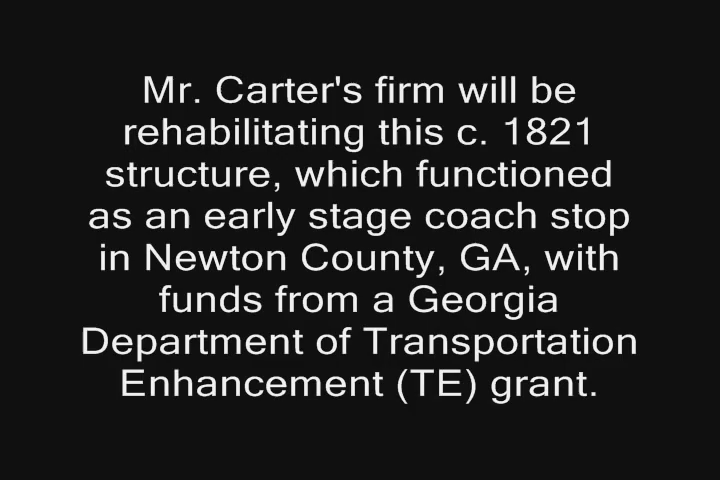 Mr. Carter's firm will be
rehabilitating this c. 1821
structure, which functioned
as an early stage coach stop
in Newton County, GA, with
funds from a Georgia
Department of Transportation
Enhancement (TE) grant.